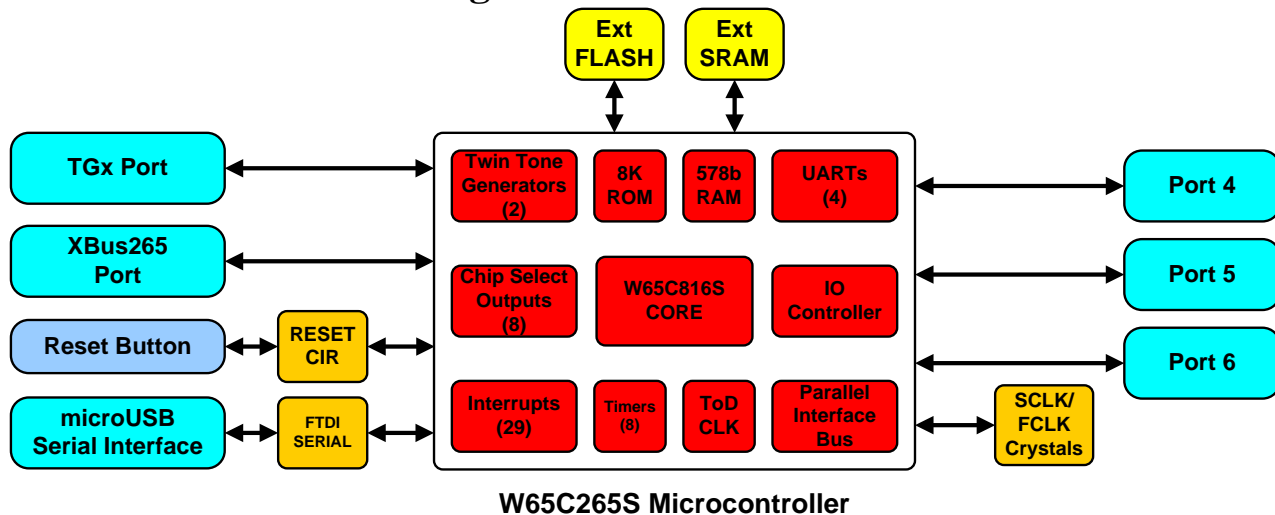 Ext
FLASH
Ext
SRAM
TGx Port
XBus265
Port
Reset Button
RESET
CIR
microUSB
Serial Interface
FTDI
SERIAL
Twin Tone
Generators
(2)
8K
ROM
578b
RAM
UARTs
(4)
Chip Select
Outputs
(8)
W65C816S
CORE
IO
Controller
Interrupts
(29)
Timers
(8)
ToD
CLK
Parallel
Interface
Bus
Port 4
Port 5
Port 6
SCLK/
FCLK
Crystals
W65C265S Microcontroller